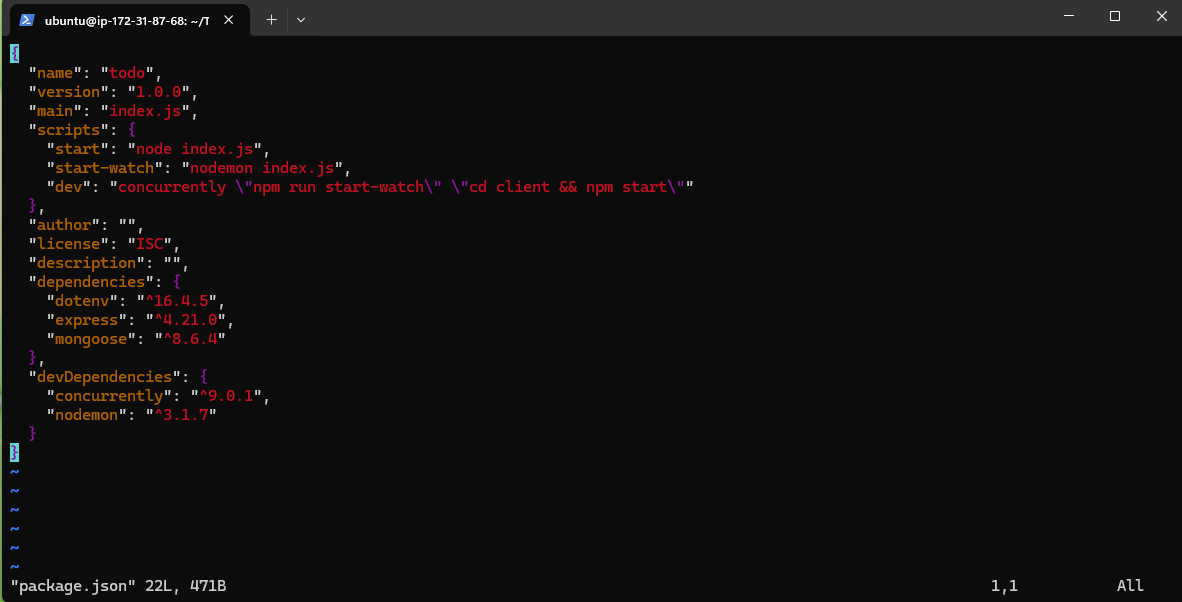 ubuntu@ip-172-31-87-68: ~/T
{
  "name": "todo",
  "version": "1.0.0",
  "main": "index.js",
  "scripts": {
    "start": "node index.js",
    "start-watch": "nodemon index.js",
    "dev": "concurrently \"npm run start-watch\" \"cd client && npm start\""
  },
  "author": "",
  "license": "ISC",
  "description": "",
  "dependencies": {
    "dotenv": "^16.4.5",
    "express": "^4.21.0",
    "mongoose": "^8.6.4"
  },
  "devDependencies": {
    "concurrently": "^9.0.1",
    "nodemon": "^3.1.7"
  }
}
~
~
~
~
~
~
"package.json" 22L, 471B 1,1 All